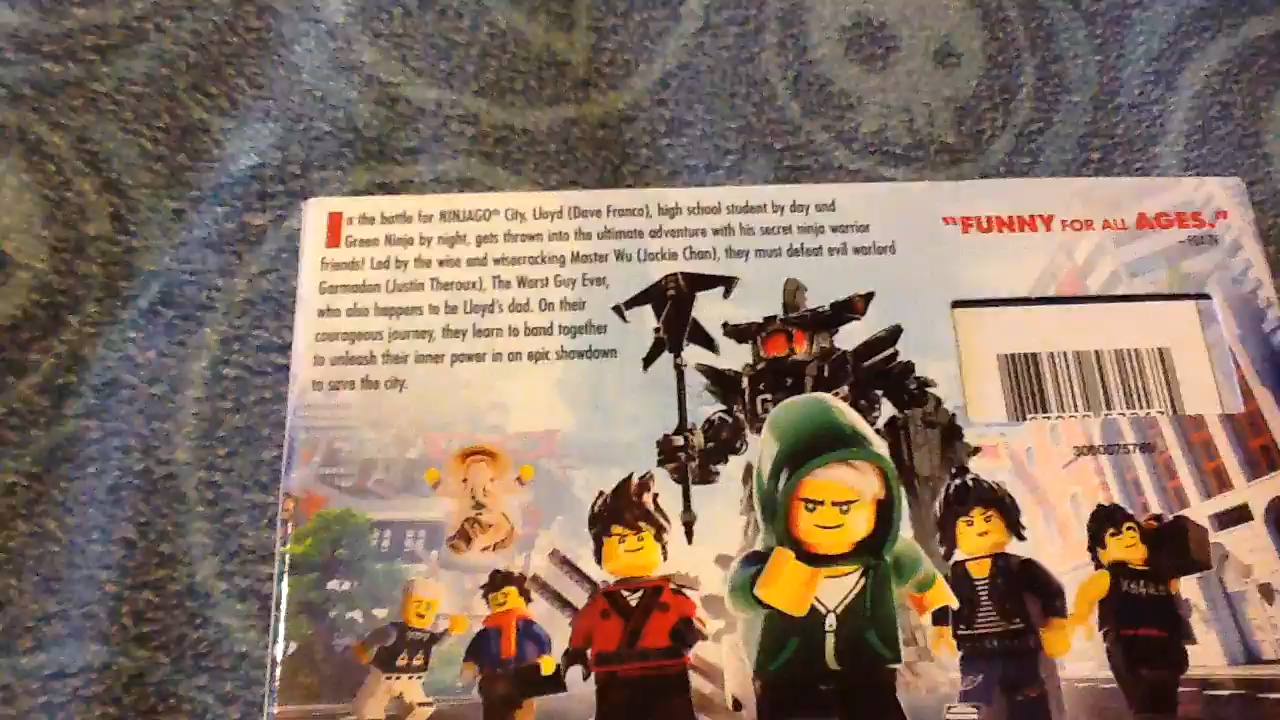 In the battle for NINJAGO® City, Lloyd (Dave Franco), high school student by day and
Green Ninja by night, gets thrown into the ultimate adventure with his secret ninja warrior
friends! Led by the wise and wisecracking Master Wu (Jackie Chan), they must defeat evil warlord
Garmadon (Justin Theroux), The Worst Guy Ever,
who also happens to be Lloyd's dad. On their
courageous journey, they learn to band together
to unleash their inner power in an epic showdown
to save the city.
"FUNNY FOR ALL AGES."